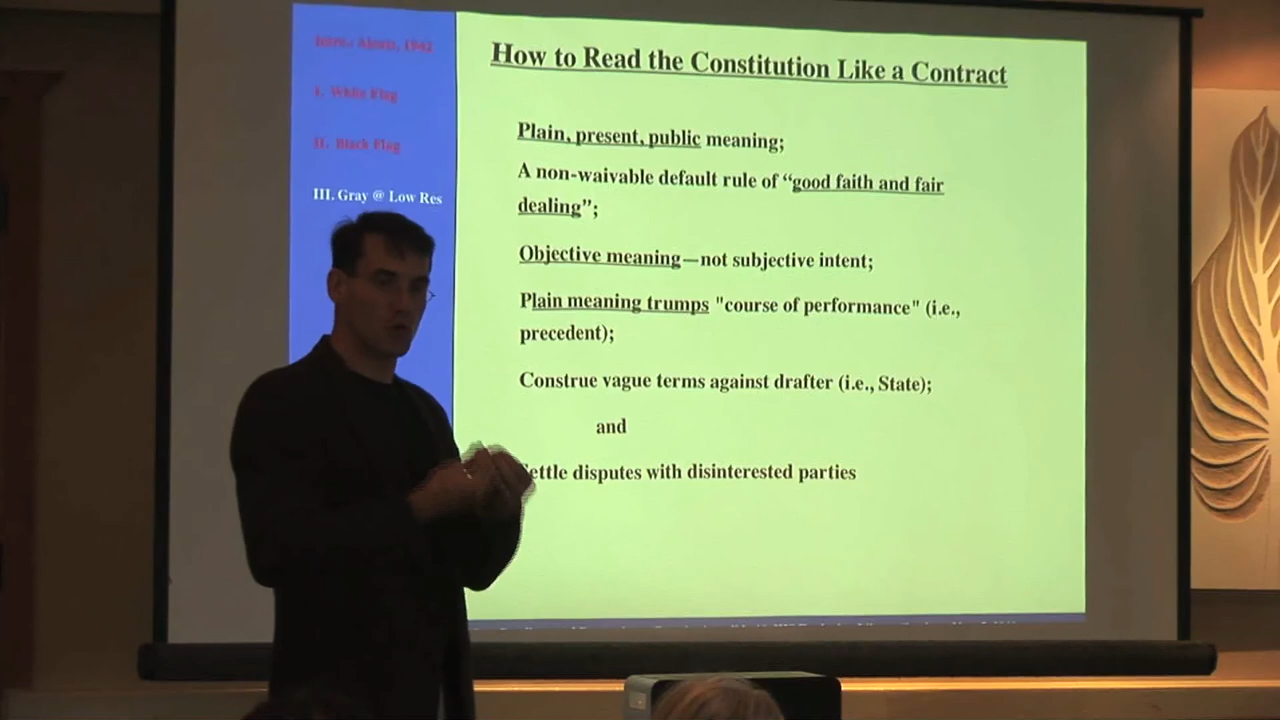 Intro.: Alexis, 1942
I. White Flag
II. Black Flag
III. Gray @ Low Res
How to Read the Constitution Like a Contract
Plain, present, public meaning;
A non-waivable default rule of “good faith and fair
dealing”;
Objective meaning—not subjective intent;
Plain meaning trumps "course of performance" (i.e.,
precedent);
Construe vague terms against drafter (i.e., State);
and
ettle disputes with disinterested parties